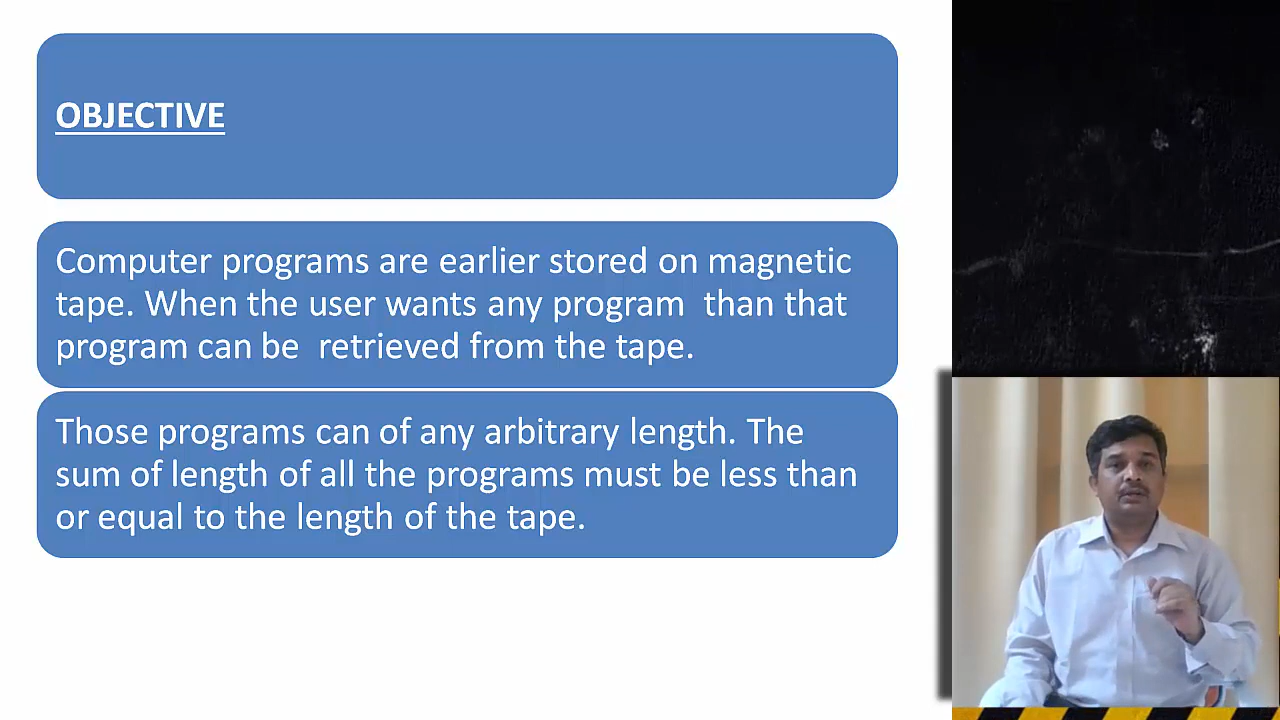 OBJECTIVE
Computer programs are earlier stored on magnetic
tape. When the user wants any program  than that
program can be  retrieved from the tape.
Those programs can of any arbitrary length. The
sum of length of all the programs must be less than
or equal to the length of the tape.